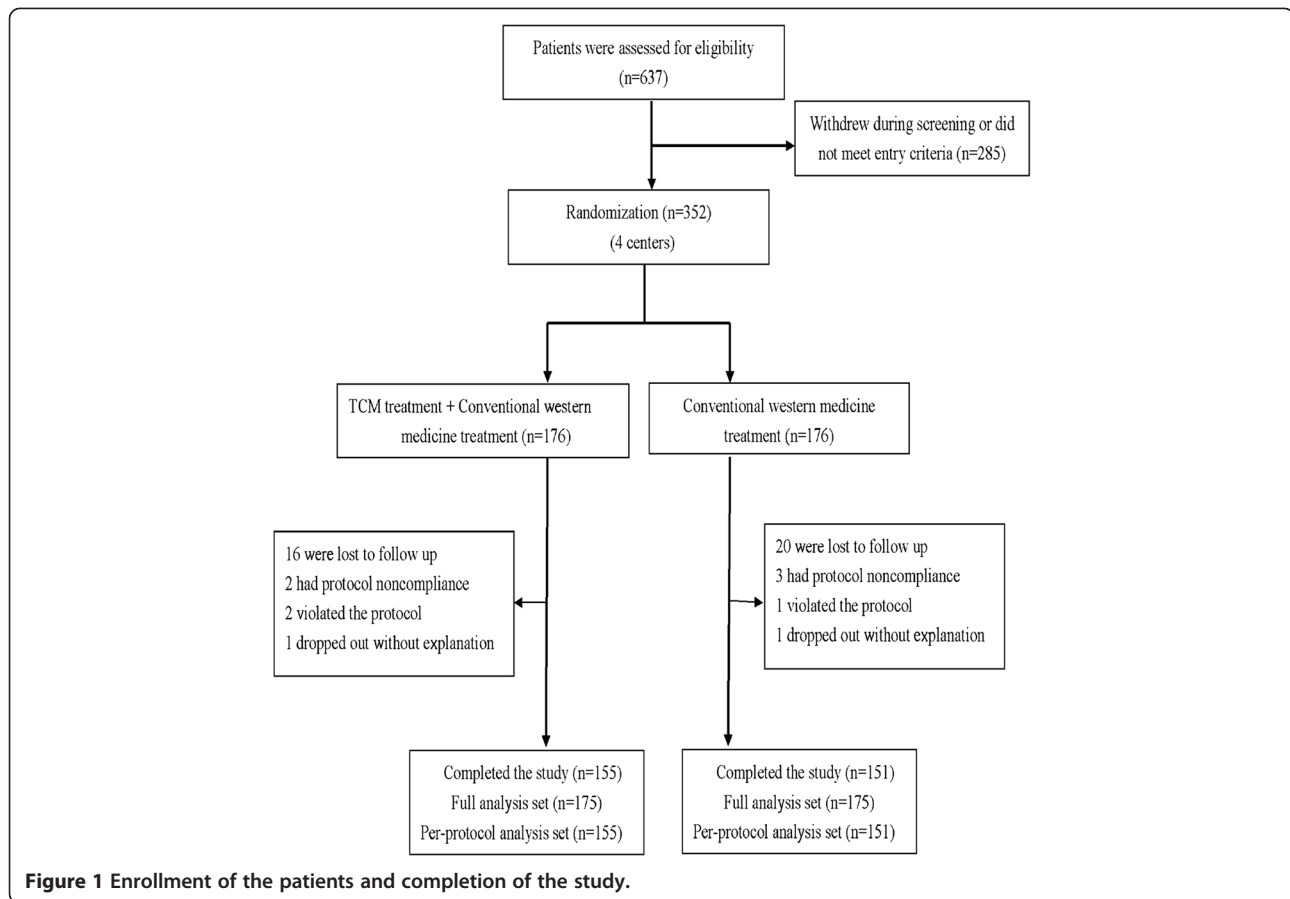 Patients were assessed for eligibility
(n=637)
Withdrew during screening or did
not meet entry criteria (n=285)
Randomization (n=352)
(4 centers)
TCM treatment + Conventional western
medicine treatment (n=176)
Conventional western medicine
treatment (n=176)
16 were lost to follow up
2 had protocol noncompliance
2 violated the protocol
1 dropped out without explanation
20 were lost to follow up
3 had protocol noncompliance
1 violated the protocol
1 dropped out without explanation
Completed the study (n=155)
Full analysis set (n=175)
Per-protocol analysis set (n=155)
Completed the study (n=151)
Full analysis set (n=175)
Per-protocol analysis set (n=151)
Figure 1 Enrollment of the patients and completion of the study.